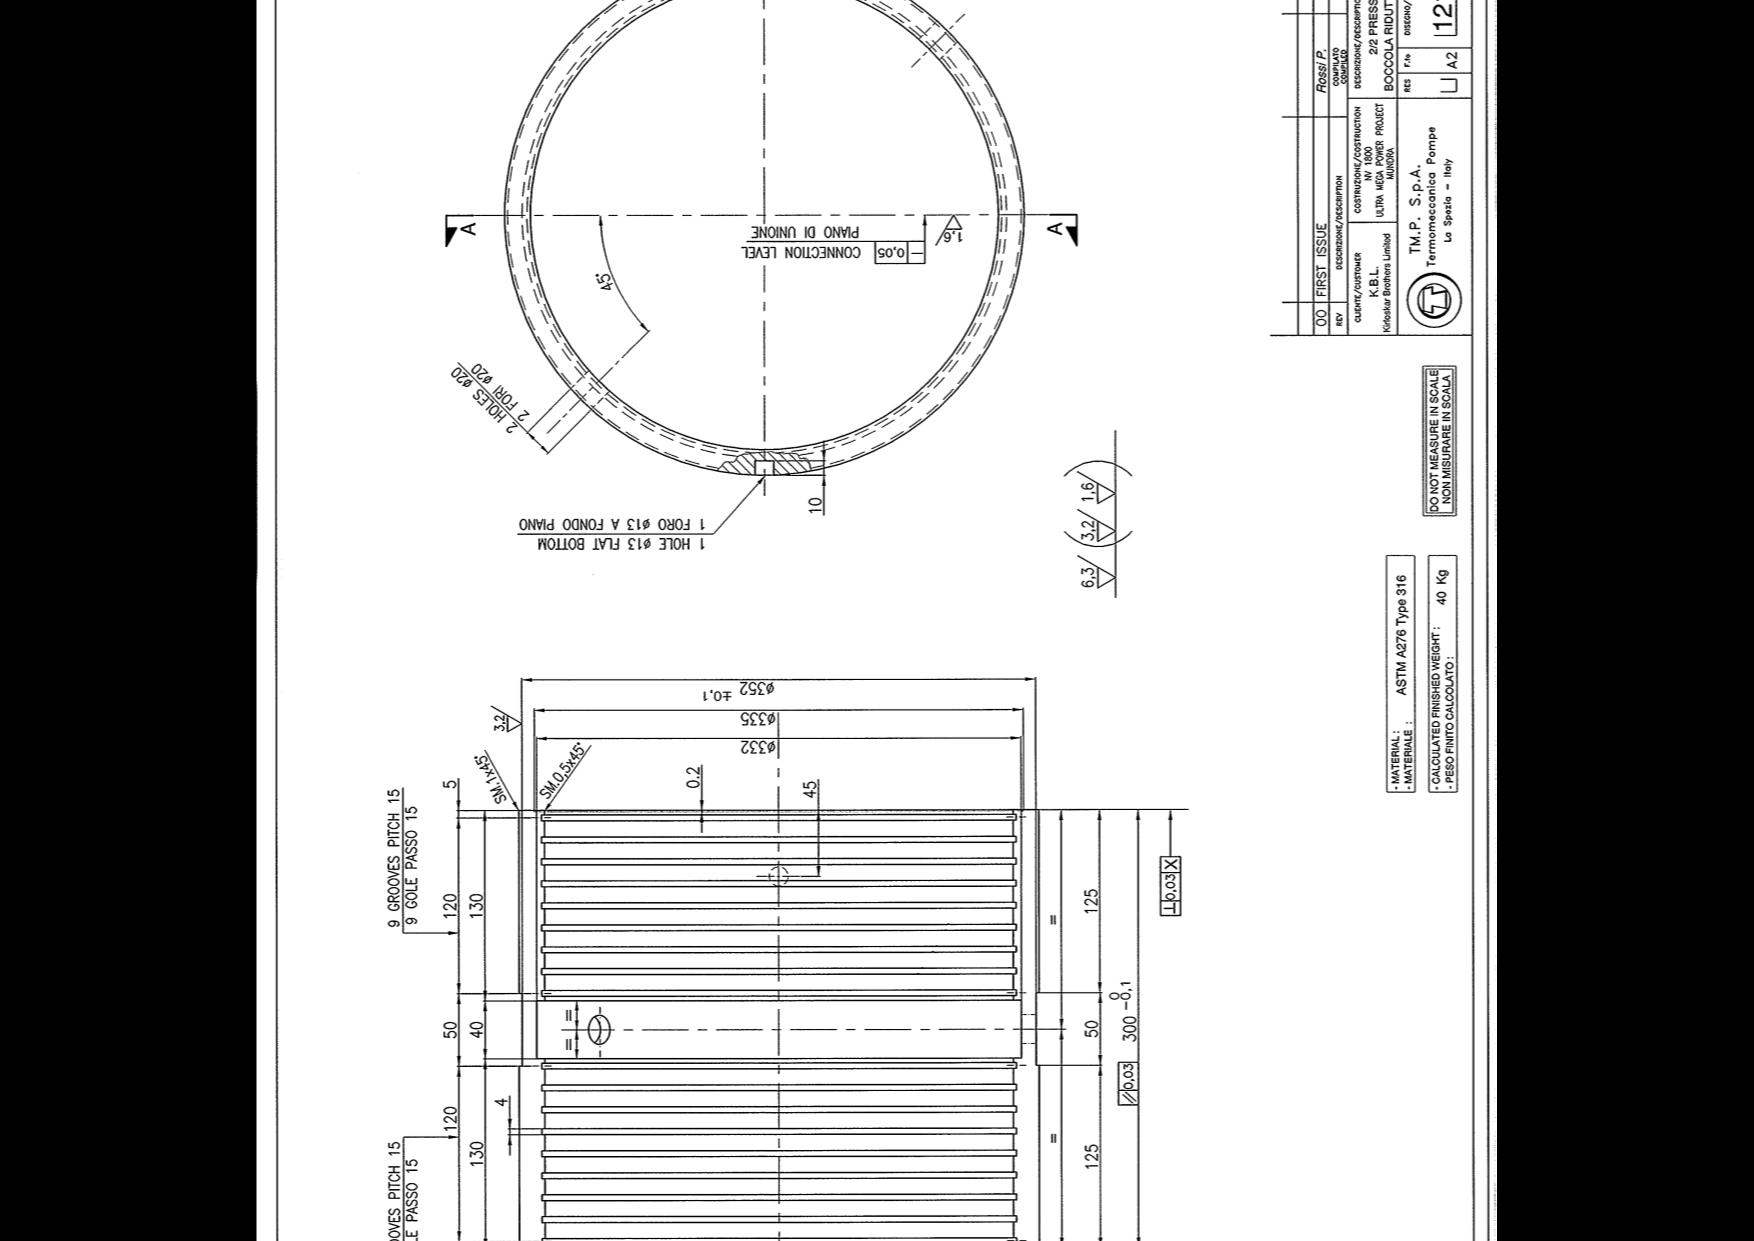 A
A
CONNECTION LEVEL
PIANO DI UNIONE
0,05
1,6
45°
2 HOLES ø20
2 FORI ø20
10
1 HOLE ø13 FLAT BOTTOM
1 FORO ø13 A FONDO PIANO
6,3
3,2
1,6
ø352 ±0,1
ø335
ø332
3,2
SM.1x45°
SM.0,5x45°
5
0.2
45
9 GROOVES PITCH 15
9 GOLE PASSO 15
120
130
50
40
=
=
4
120
130
OVES PITCH 15
LE PASSO 15
=
=
125
50
125
300 0 -0,1
⊥ 0,03 X
// 0,03
- MATERIAL :
- MATERIALE :
ASTM A276 Type 316
- CALCULATED FINISHED WEIGHT : 40 Kg
- PESO FINITO CALCOLATO :
DO NOT MEASURE IN SCALE
NON MISURARE IN SCALA
00 FIRST ISSUE Rossi P.
REV DESCRIZIONE/DESCRIPTION COMPILATO
COMPILED
CLIENTE/CUSTOMER
K.B.L.
Kirloskar Brothers Limited
COSTRUZIONE/COSTRUCTION
NV 1800
ULTRA MEGA POWER PROJECT
MUNDRA
DESCRIZIONE/DESCRIPTION
2/2 PRESS
BOCCOLA RIDUTT
TM.P. S.p.A.
Termomeccanica Pompe
La Spezia - Italy
RES
F.to
A2
DISEGNO/
12